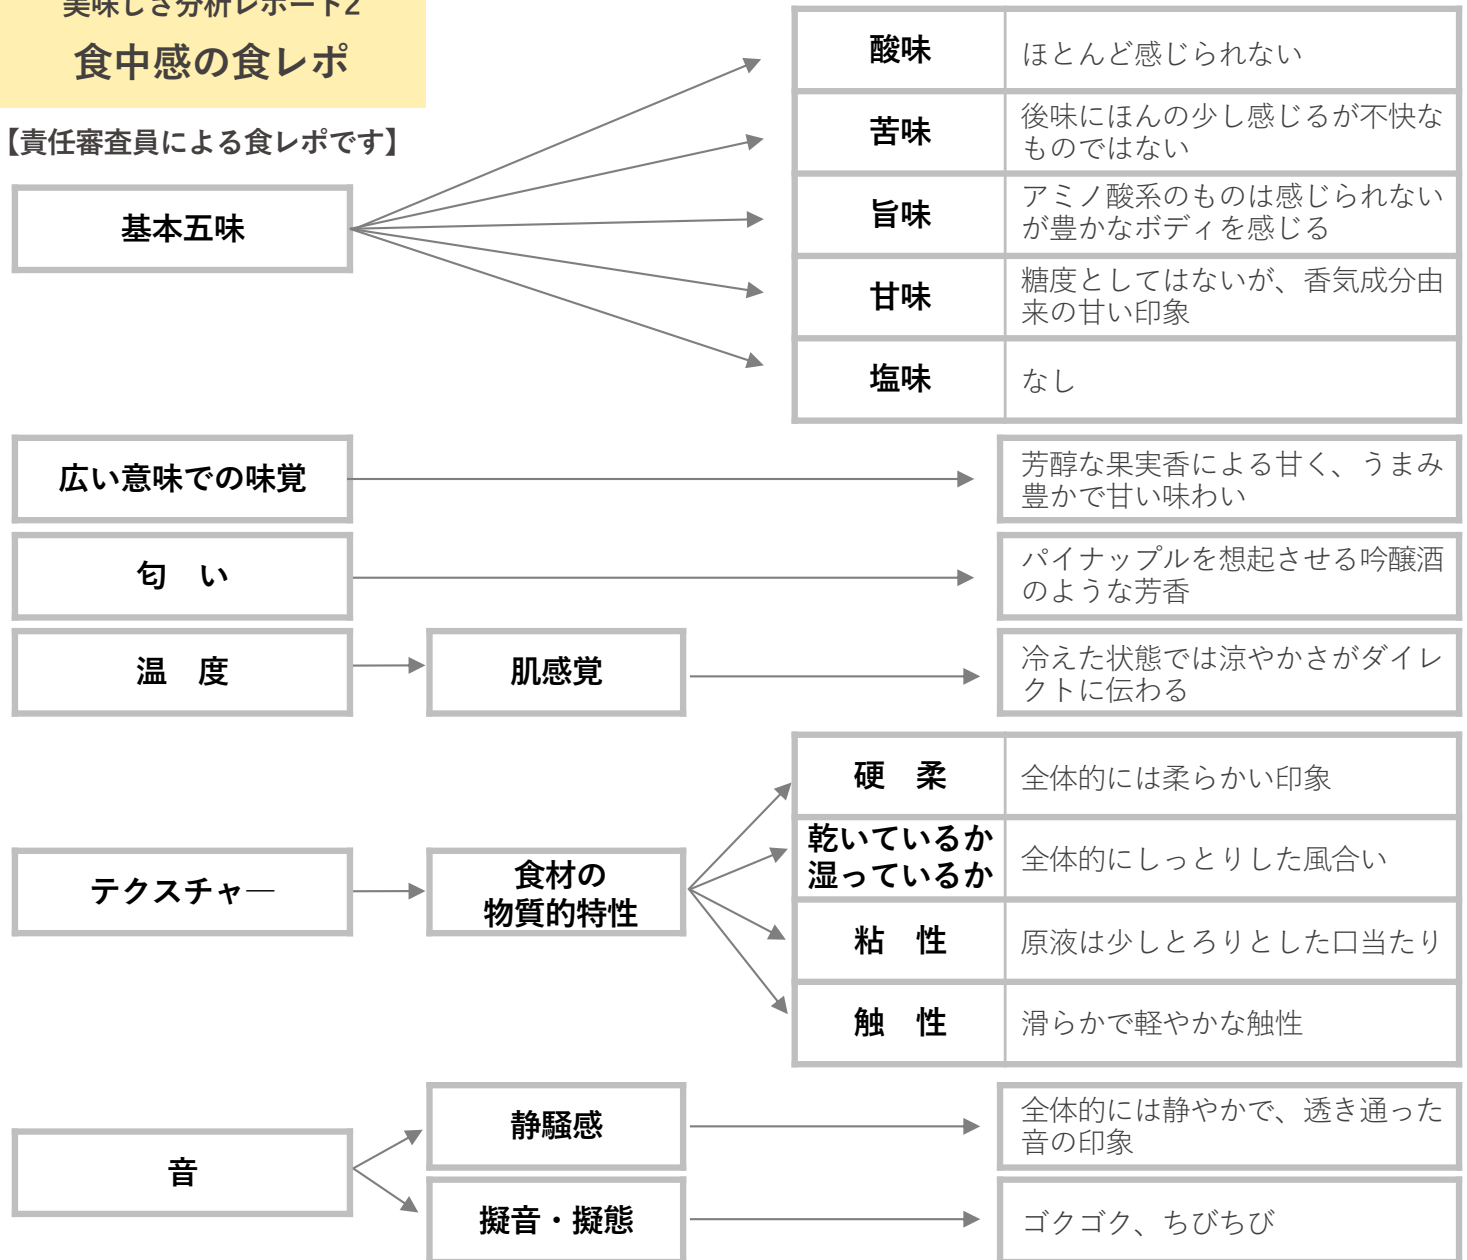 美味しさ分析レポート2
食中感の食レポ
【責任審査員による食レポです】
基本五味
酸味
ほとんど感じられない
苦味
後味にほんの少し感じるが不快な
ものではない
旨味
アミノ酸系のものは感じられない
が豊かなボディを感じる
甘味
糖度としてはないが、香気成分由
来の甘い印象
塩味
なし
広い意味での味覚
芳醇な果実香による甘く、うまみ
豊かで甘い味わい
匂　い
パイナップルを想起させる吟醸酒
のような芳香
温　度
肌感覚
冷えた状態では涼やかさがダイレ
クトに伝わる
テクスチャ―
食材の
物質的特性
硬　柔
全体的には柔らかい印象
乾いているか
湿っているか
全体的にしっとりした風合い
粘　性
原液は少しとろりとした口当たり
触　性
滑らかで軽やかな触性
音
静騒感
全体的には静やかで、透き通った
音の印象
擬音・擬態
ゴクゴク、ちびちび